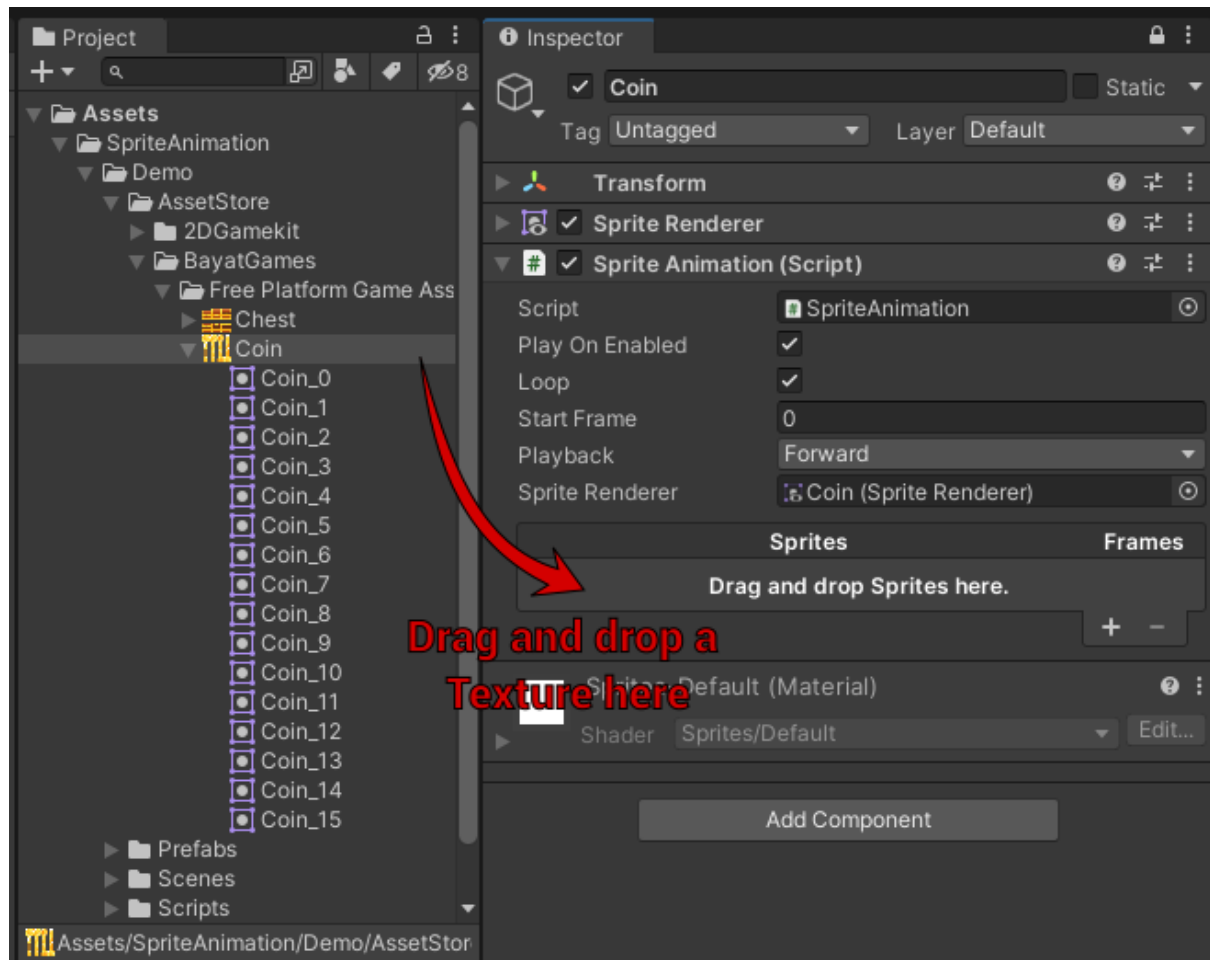 Project
8
Assets
SpriteAnimation
Demo
AssetStore
2DGamekit
BayatGames
Free Platform Game Ass
Chest
Coin
Coin_0
Coin_1
Coin_2
Coin_3
Coin_4
Coin_5
Coin_6
Coin_7
Coin_8
Coin_9
Coin_10
Coin_11
Coin_12
Coin_13
Coin_14
Coin_15
Prefabs
Scenes
Scripts
Assets/SpriteAnimation/Demo/AssetStor
Inspector
Coin Static
Tag Untagged Layer Default
Transform
Sprite Renderer
# Sprite Animation (Script)
Script # SpriteAnimation
Play On Enabled
Loop
Start Frame 0
Playback Forward
Sprite Renderer Coin (Sprite Renderer)
Sprites Frames
Drag and drop Sprites here.
+ -
Drag and drop a
Texture here
Default (Material)
Shader Sprites/Default Edit...
Add Component